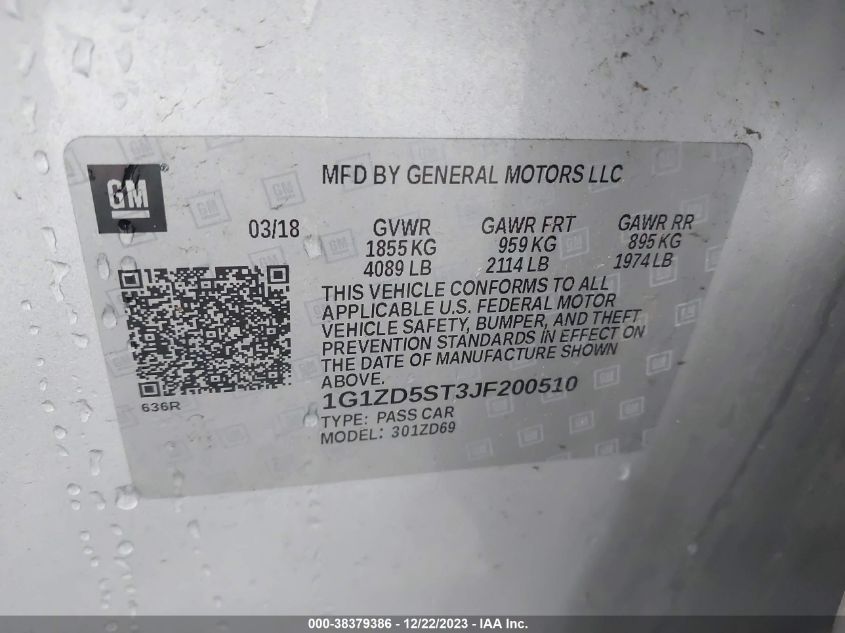 GM
MFD BY GENERAL MOTORS LLC
03/18 GVWR GAWR FRT GAWR RR
1855 KG 959 KG 895 KG
4089 LB 2114 LB 1974 LB
THIS VEHICLE CONFORMS TO ALL
APPLICABLE U.S. FEDERAL MOTOR
VEHICLE SAFETY, BUMPER, AND THEFT
PREVENTION STANDARDS IN EFFECT ON
THE DATE OF MANUFACTURE SHOWN
ABOVE.
1G1ZD5ST3JF200510
636R
TYPE: PASS CAR
MODEL: 301ZD69
000-38379386 - 12/22/2023 - IAA Inc.